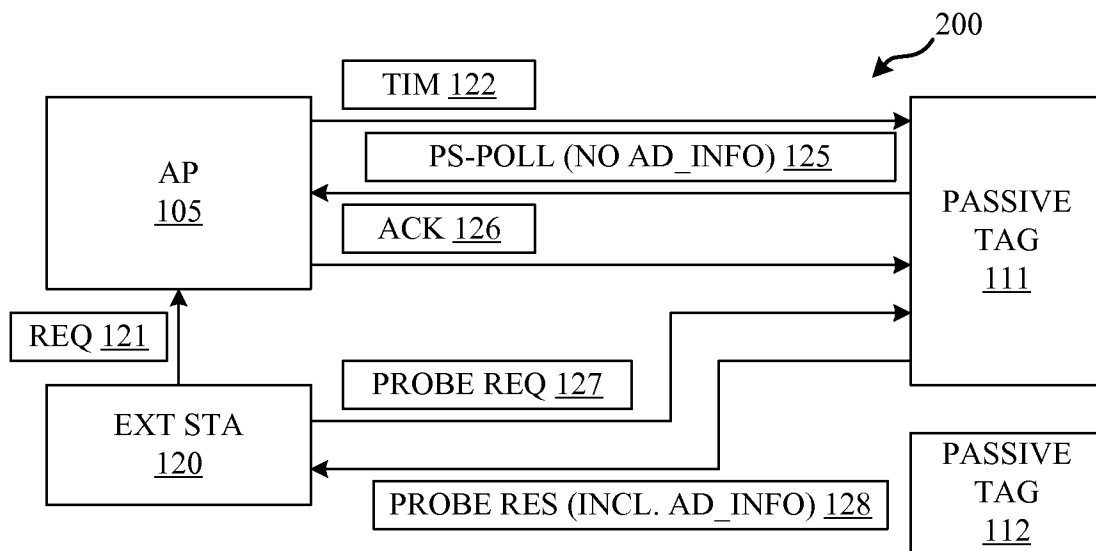 200
TIM 122
PS-POLL (NO AD_INFO) 125
AP
105
ACK 126
PASSIVE
TAG
111
REQ 121
PROBE REQ 127
EXT STA
120
PROBE RES (INCL. AD_INFO) 128
PASSIVE
TAG
112